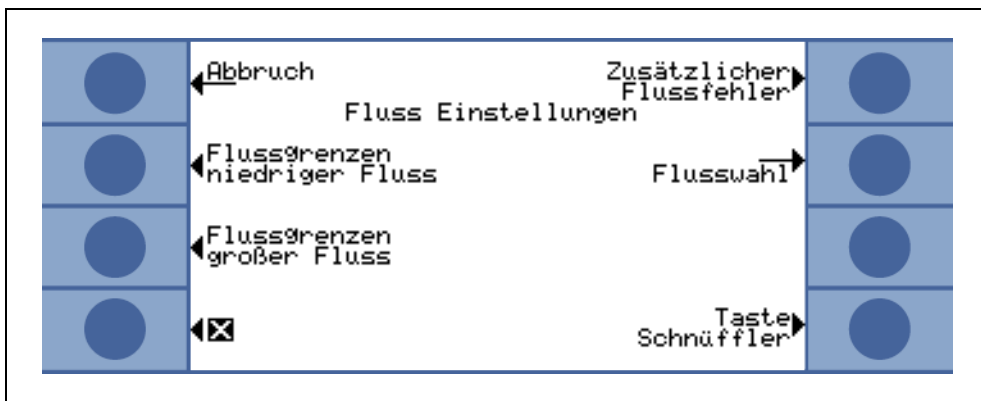 Abbruch
Zusätzlicher
Flussfehler
Fluss Einstellungen
Flussgrenzen
niedriger Fluss
Flusswahl
Flussgrenzen
großer Fluss
Taste
Schnüffler